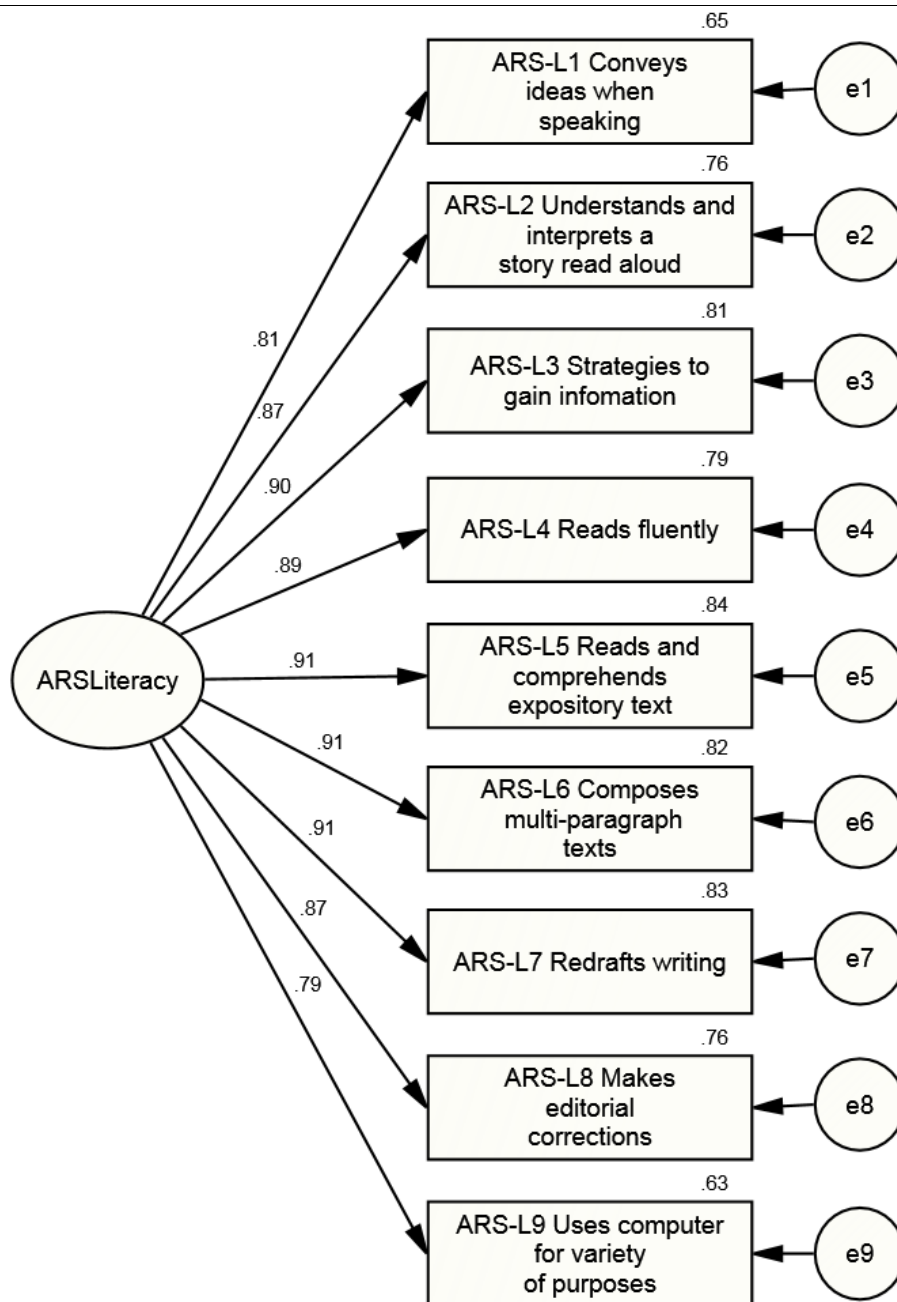 .65
ARS-L1 Conveys
ideas when
speaking
e1
.76
ARS-L2 Understands and
interprets a
story read aloud
e2
.81
ARS-L3 Strategies to
gain infomation
e3
.79
ARS-L4 Reads fluently
e4
.84
ARS-L5 Reads and
comprehends
expository text
e5
.82
ARS-L6 Composes
multi-paragraph
texts
e6
.83
ARS-L7 Redrafts writing
e7
.76
ARS-L8 Makes
editorial
corrections
e8
.63
ARS-L9 Uses computer
for variety
of purposes
e9
ARSLiteracy
.81
.87
.90
.89
.91
.91
.91
.87
.79